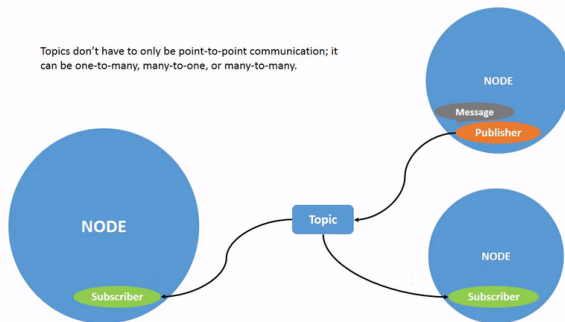 Topics don't have to only be point-to-point communication; it
can be one-to-many, many-to-one, or many-to-many.
NODE
Message
Publisher
NODE
Topic
NODE
Subscriber
Subscriber